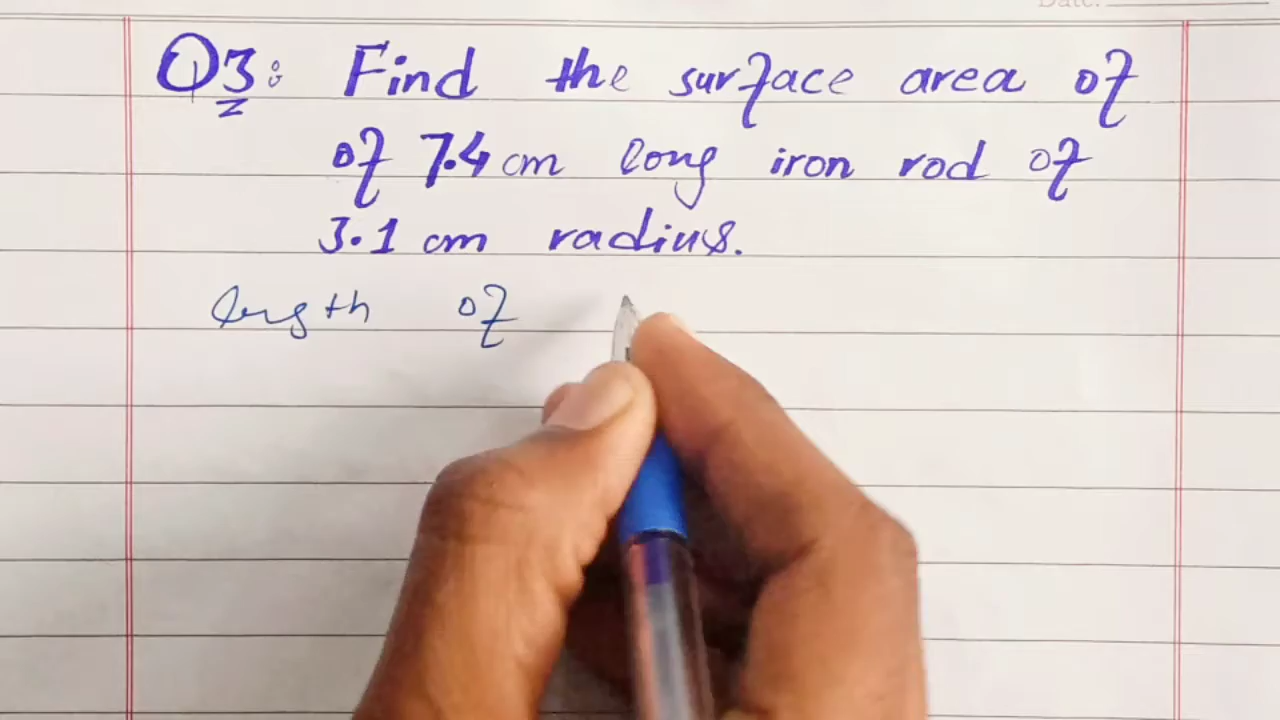 Date:
Q3: Find the surface area of
of 7.4 cm long iron rod of
3.1 cm radius.
length of